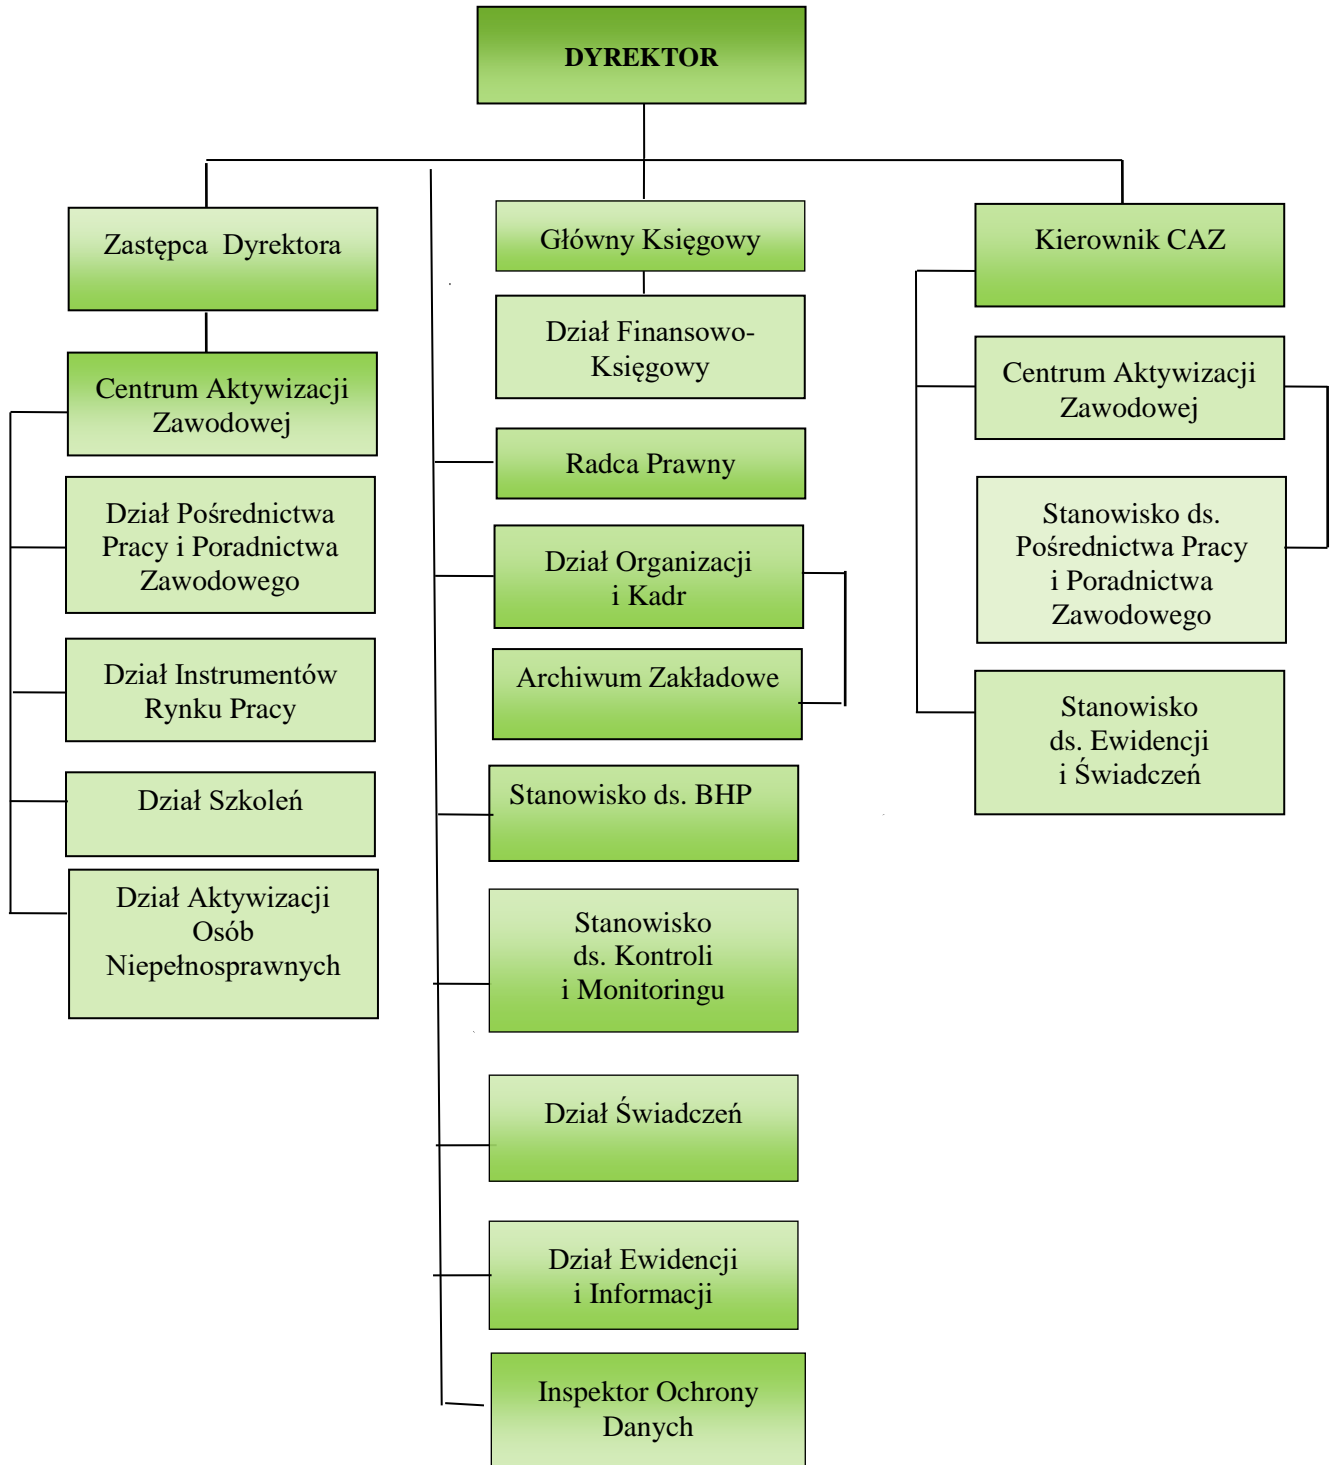 DYREKTOR
Zastępca Dyrektora
Centrum Aktywizacji
Zawodowej
Dział Pośrednictwa
Pracy i Poradnictwa
Zawodowego
Dział Instrumentów
Rynku Pracy
Dział Szkoleń
Dział Aktywizacji
Osób
Niepełnosprawnych
Główny Księgowy
Dział Finansowo-
Księgowy
Radca Prawny
Dział Organizacji
i Kadr
Archiwum Zakładowe
Stanowisko ds. BHP
Stanowisko
ds. Kontroli
i Monitoringu
Dział Świadczeń
Dział Ewidencji
i Informacji
Inspektor Ochrony
Danych
Kierownik CAZ
Centrum Aktywizacji
Zawodowej
Stanowisko ds.
Pośrednictwa Pracy
i Poradnictwa
Zawodowego
Stanowisko
ds. Ewidencji
i Świadczeń